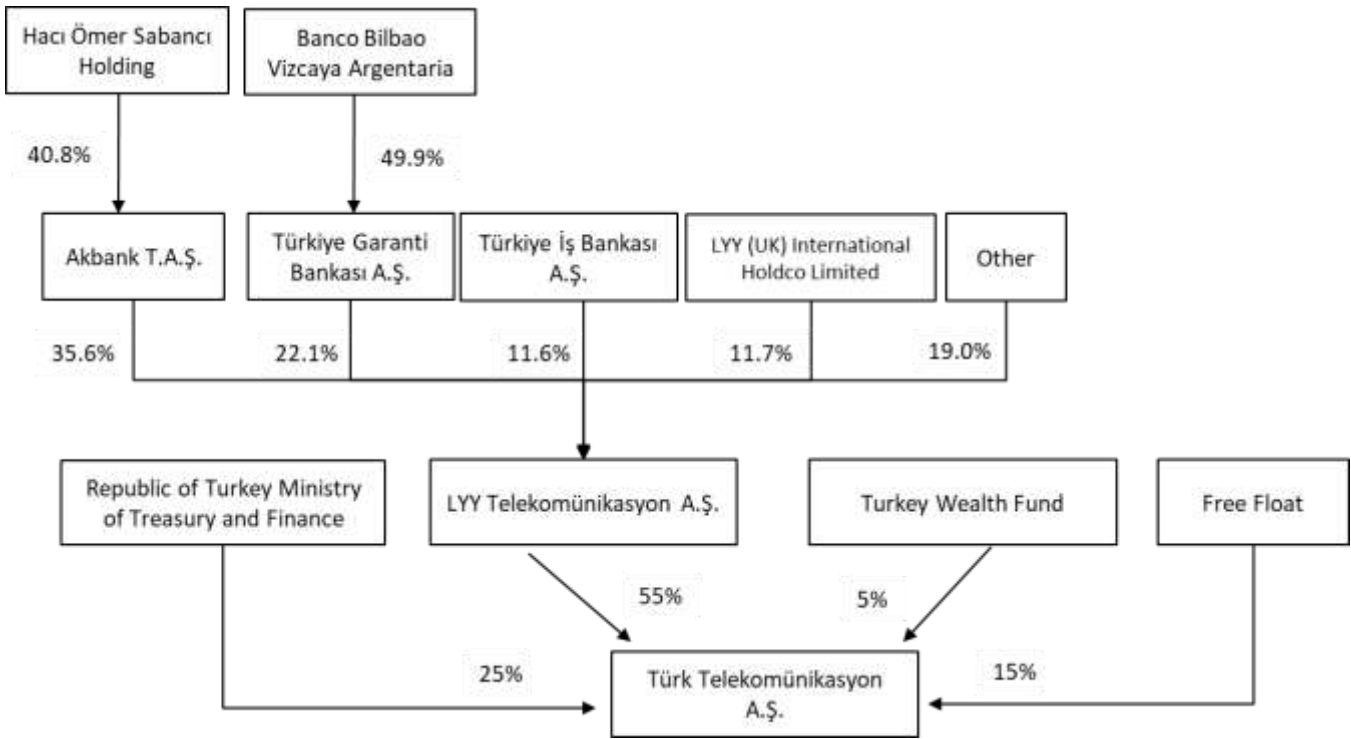 Hacı Ömer Sabancı
Holding
Banco Bilbao
Vizcaya Argentaria
40.8%
49.9%
Akbank T.A.Ş.
Türkiye Garanti
Bankası A.Ş.
Türkiye İş Bankası
A.Ş.
LYY (UK) International
Holdco Limited
Other
35.6%
22.1%
11.6%
11.7%
19.0%
Republic of Turkey Ministry
of Treasury and Finance
LYY Telekomünikasyon A.Ş.
Turkey Wealth Fund
Free Float
55%
5%
25%
15%
Türk Telekomünikasyon
A.Ş.